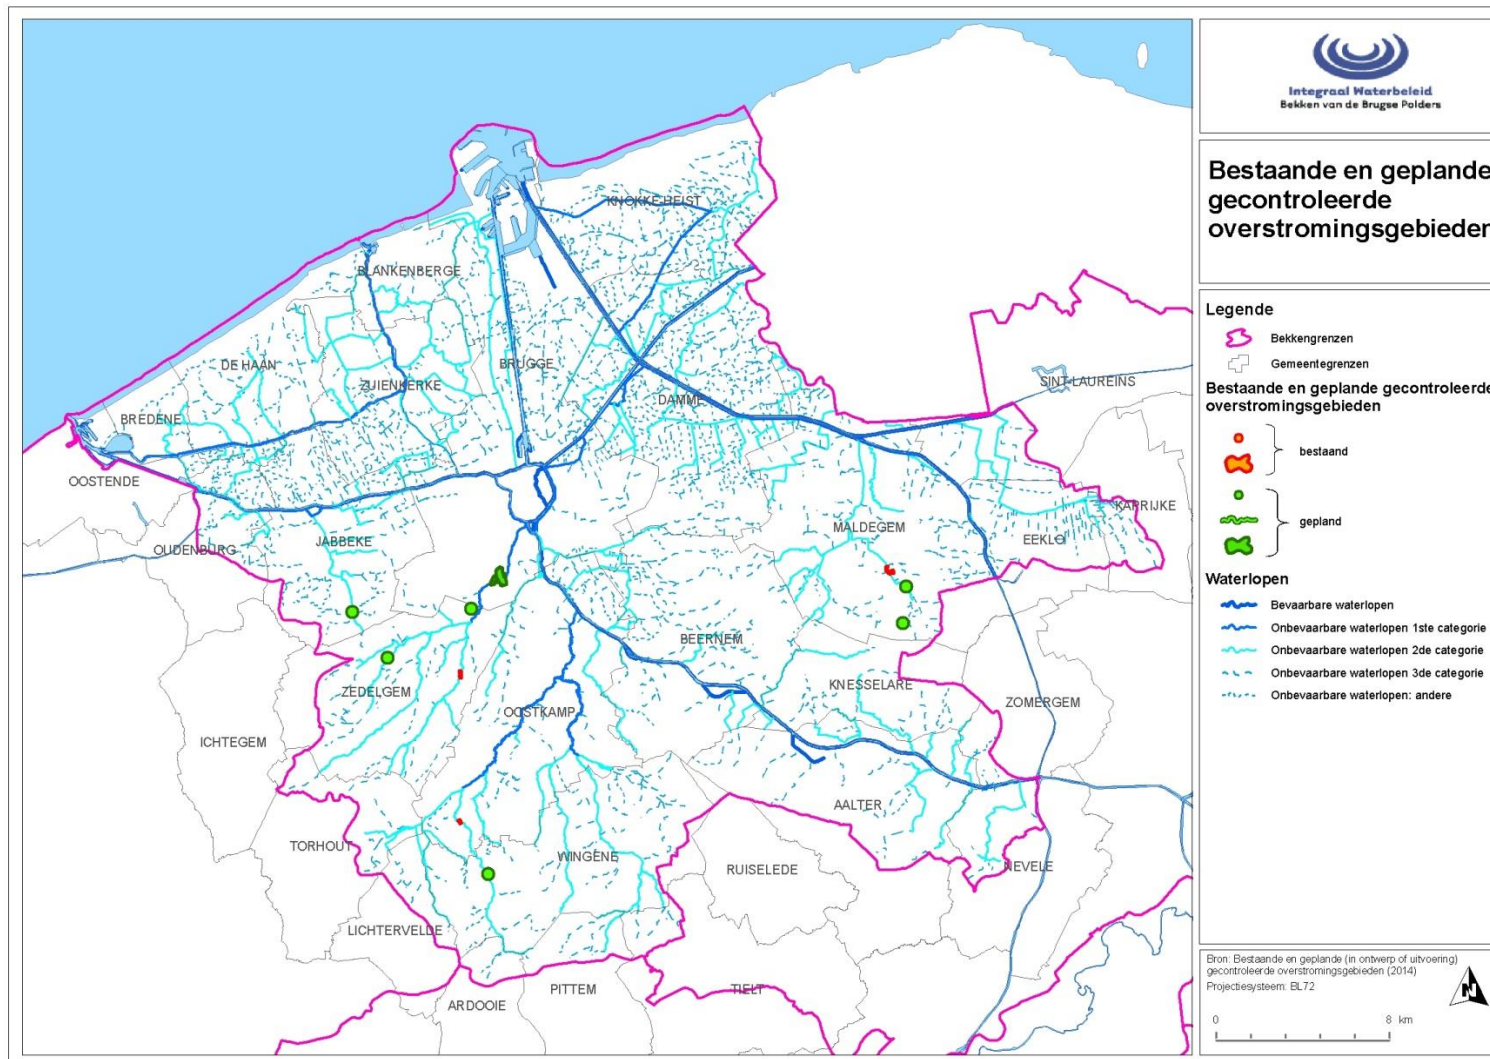 Integraal Waterbeleid
Bekken van de Brugse Polders
Bestaande en geplande
gecontroleerde
overstromingsgebieden
Legende
Bekkengrenzen
Gemeentegrenzen
Bestaande en geplande gecontroleerde
overstromingsgebieden
bestaand
gepland
Waterlopen
Bevaarbare waterlopen
Onbevaarbare waterlopen 1ste categorie
Onbevaarbare waterlopen 2de categorie
Onbevaarbare waterlopen 3de categorie
Onbevaarbare waterlopen: andere
Bron: Bestaande en geplande (in ontwerp of uitvoering)
gecontroleerde overstromingsgebieden (2014)
Projectiesysteem: BL72
N
0 8 km
KNOKKE-HEIST
BLANKENBERGE
DE HAAN
BRUGGE
ZUIENKERKE
SINT-LAUREINS
DAMME
BREDENE
OOSTENDE
KAPRIJKE
MALDEGEM
EEKLO
JABBEKE
OUDENBURG
BEERNEM
ZEDELGEM
KNESSELARE
ZOMERGEM
OOSTKAMP
ICHTEGEM
AALTER
TORHOUT
WINGENE
RUISELEDE
NEVELE
LICHTERVELDE
PITTEM
TIELT
ARDOOIE